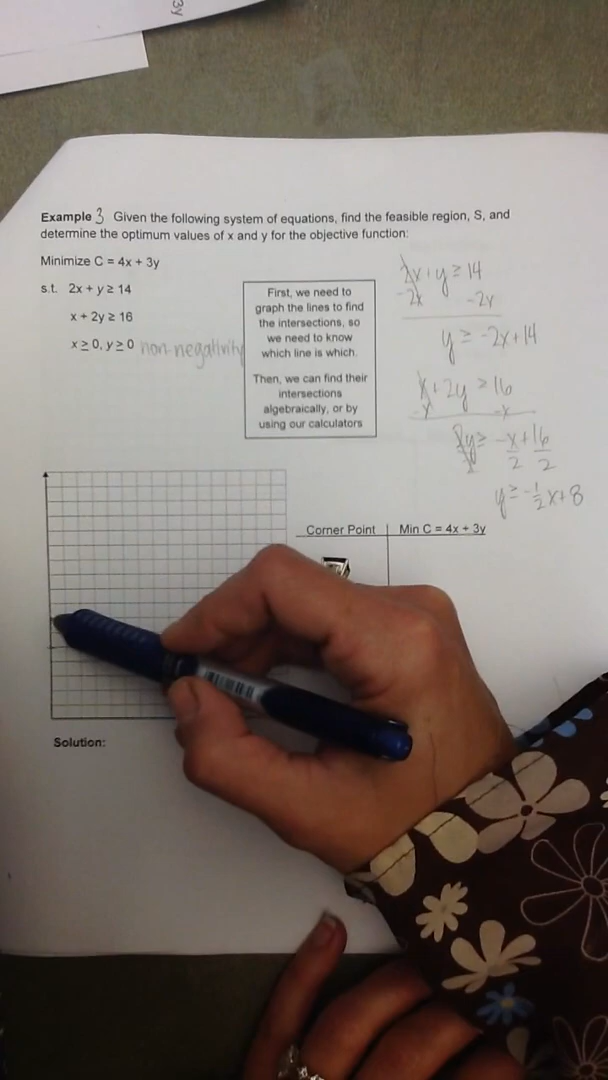 3y
Example 3 Given the following system of equations, find the feasible region, S, and
determine the optimum values of x and y for the objective function:
Minimize C = 4x + 3y
s.t. 2x + y ≥ 14
x + 2y ≥ 16
x ≥ 0, y ≥ 0 non-negativity
First, we need to
graph the lines to find
the intersections, so
we need to know
which line is which.
Then, we can find their
intersections
algebraically, or by
using our calculators
2x + y ≥ 14
-2x -2x
y ≥ -2x+14
x + 2y ≥ 16
-x -x
2y ≥ -x+16
2 2 2
y ≥ -1/2x+8
Corner Point Min C = 4x + 3y
Solution: